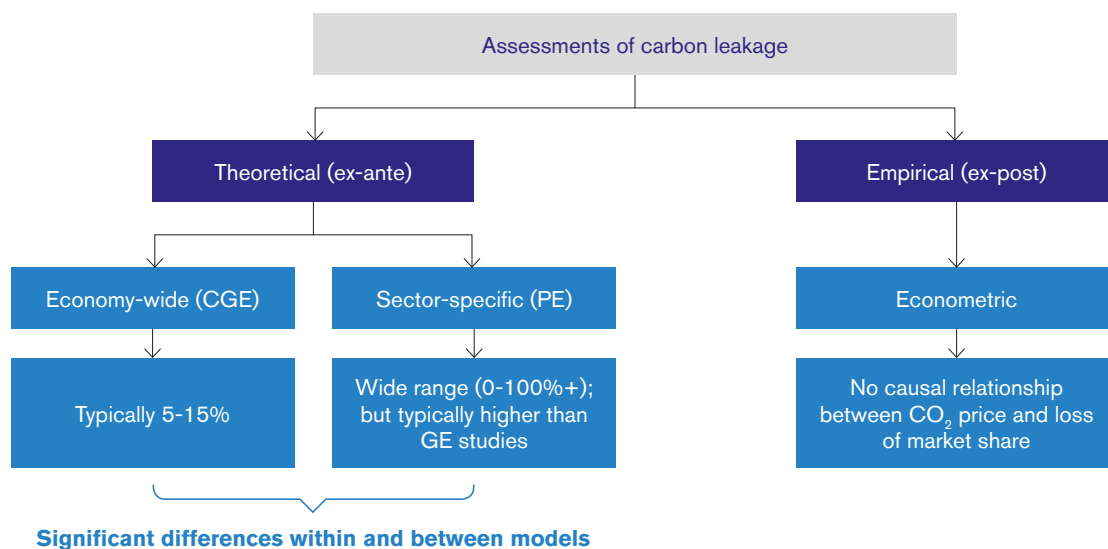 Assessments of carbon leakage
Theoretical (ex-ante)
Empirical (ex-post)
Economy-wide (CGE)
Sector-specific (PE)
Econometric
Typically 5-15%
Wide range (0-100%+);
but typically higher than
GE studies
No causal relationship
between CO₂ price and loss
of market share
Significant differences within and between models